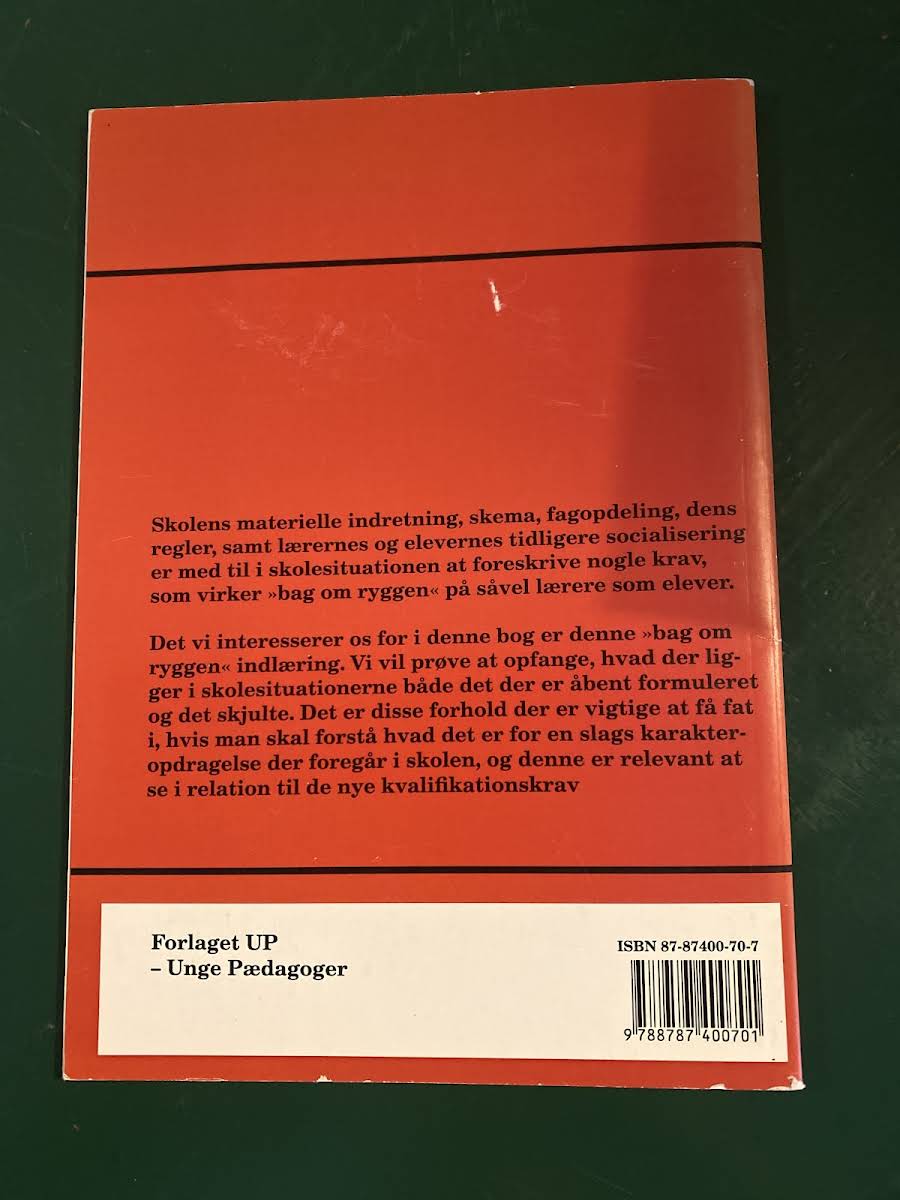 Skolens materielle indretning, skema, fagopdeling, dens
regler, samt lærernes og elevernes tidligere socialisering
er med til i skolesituationen at foreskrive nogle krav,
som virker »bag om ryggen« på såvel lærere som elever.
Det vi interesserer os for i denne bog er denne »bag om
ryggen« indlæring. Vi vil prøve at opfange, hvad der lig-
ger i skolesituationerne både det der er åbent formuleret
og det skjulte. Det er disse forhold der er vigtige at få fat
i, hvis man skal forstå hvad det er for en slags karakter-
opdragelse der foregår i skolen, og denne er relevant at
se i relation til de nye kvalifikationskrav
Forlaget UP
– Unge Pædagoger
ISBN 87-87400-70-7
9 788787 400701